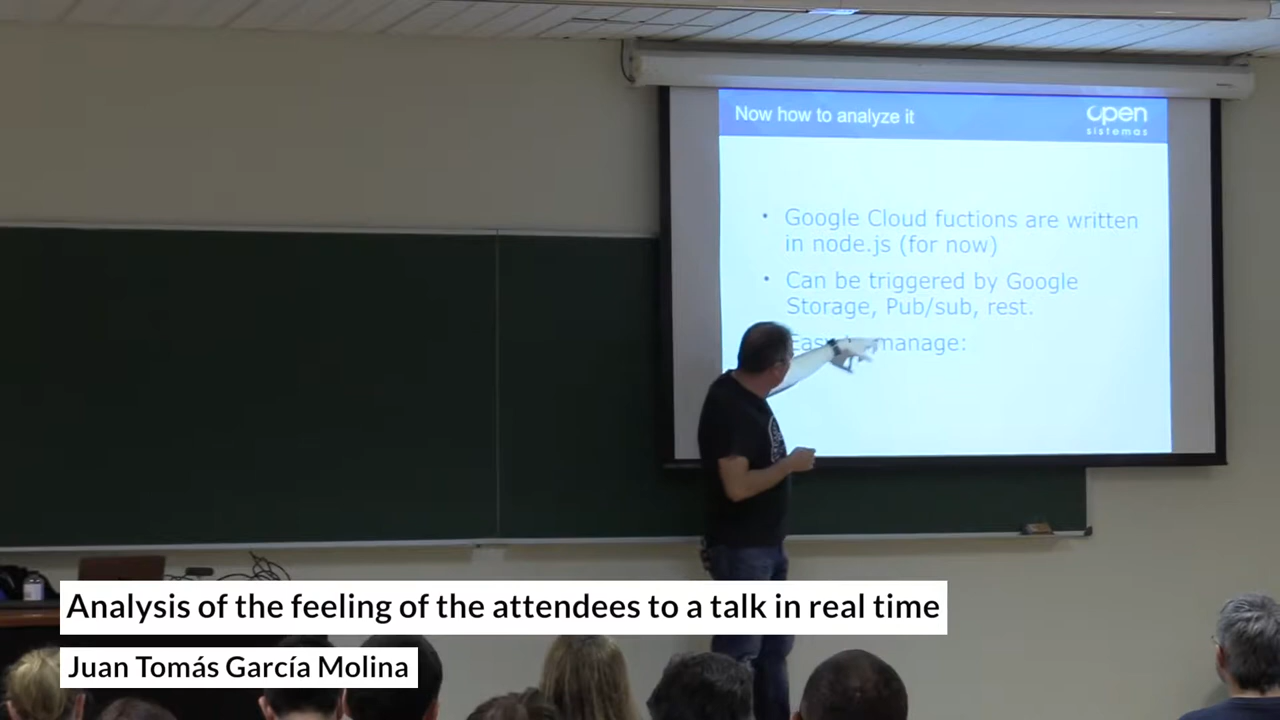 Now how to analyze it
open
sistemas
• Google Cloud fuctions are written
in node.js (for now)
• Can be triggered by Google
Storage, Pub/sub, rest.
manage:
Analysis of the feeling of the attendees to a talk in real time
Juan Tomás García Molina